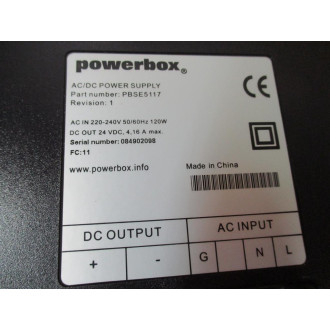 powerbox®
CE
AC/DC POWER SUPPLY
Part number: PBSE5117
Revision: 1
AC IN 220-240V 50/60Hz 120W
DC OUT 24 VDC, 4,16 A max.
Serial number: 084902098
FC:11
www.powerbox.info
Made in China
DC OUTPUT AC INPUT
+ - G N L